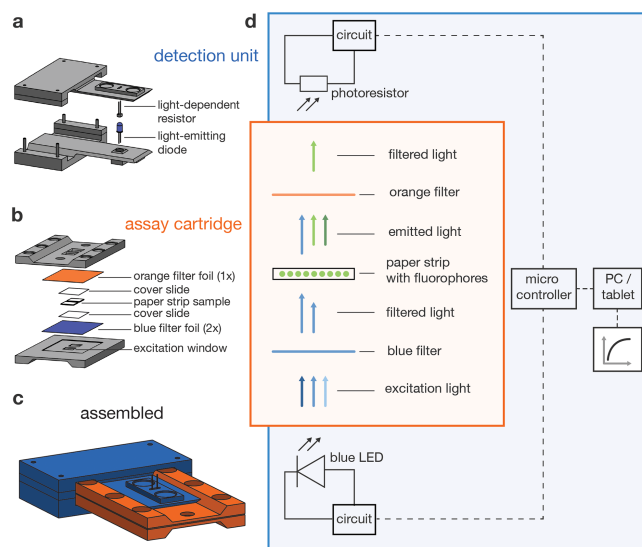 a
detection unit
light-dependent
resistor
light-emitting
diode
b
assay cartridge
orange filter foil (1x)
cover slide
paper strip sample
cover slide
blue filter foil (2x)
excitation window
c
assembled
d
circuit
photoresistor
filtered light
orange filter
emitted light
paper strip
with fluorophores
filtered light
blue filter
excitation light
micro
controller
PC /
tablet
blue LED
circuit